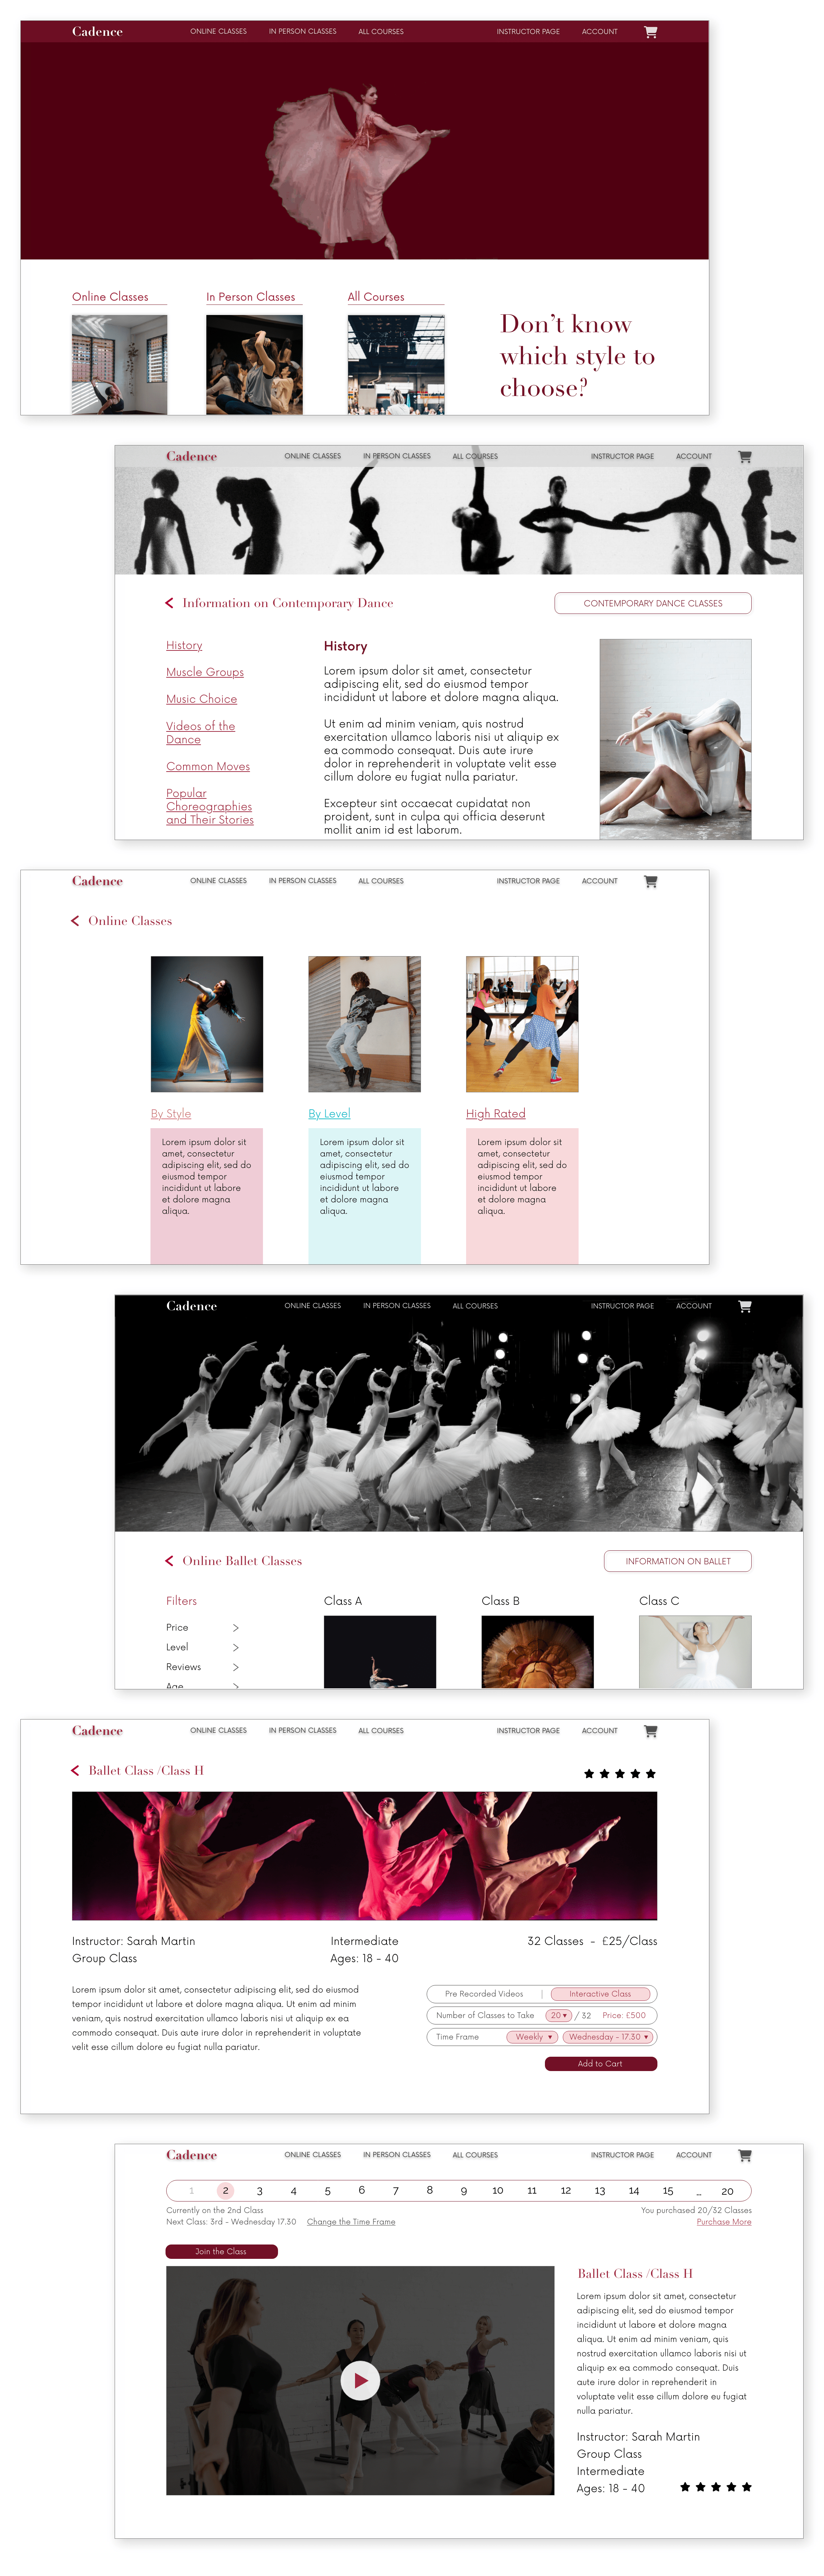 Cadence ONLINE CLASSES IN PERSON CLASSES ALL COURSES INSTRUCTOR PAGE ACCOUNT
Online Classes In Person Classes All Courses
Don't know
which style to
choose?
Cadence ONLINE CLASSES IN PERSON CLASSES ALL COURSES INSTRUCTOR PAGE ACCOUNT
< Information on Contemporary Dance
CONTEMPORARY DANCE CLASSES
History
Muscle Groups
Music Choice
Videos of the
Dance
Common Moves
Popular
Choreographies
and Their Stories
History
Lorem ipsum dolor sit amet, consectetur
adipiscing elit, sed do eiusmod tempor
incididunt ut labore et dolore magna aliqua.
Ut enim ad minim veniam, quis nostrud
exercitation ullamco laboris nisi ut aliquip ex
ea commodo consequat. Duis aute irure
dolor in reprehenderit in voluptate velit esse
cillum dolore eu fugiat nulla pariatur.
Excepteur sint occaecat cupidatat non
proident, sunt in culpa qui officia deserunt
mollit anim id est laborum.
Cadence ONLINE CLASSES IN PERSON CLASSES ALL COURSES INSTRUCTOR PAGE ACCOUNT
< Online Classes
By Style
Lorem ipsum dolor sit
amet, consectetur
adipiscing elit, sed do
eiusmod tempor
incididunt ut labore
et dolore magna
aliqua.
By Level
Lorem ipsum dolor sit
amet, consectetur
adipiscing elit, sed do
eiusmod tempor
incididunt ut labore
et dolore magna
aliqua.
High Rated
Lorem ipsum dolor sit
amet, consectetur
adipiscing elit, sed do
eiusmod tempor
incididunt ut labore
et dolore magna
aliqua.
Cadence ONLINE CLASSES IN PERSON CLASSES ALL COURSES INSTRUCTOR PAGE ACCOUNT
< Online Ballet Classes
INFORMATION ON BALLET
Filters
Price >
Level >
Reviews >
Age >
Class A Class B Class C
Cadence ONLINE CLASSES IN PERSON CLASSES ALL COURSES INSTRUCTOR PAGE ACCOUNT
< Ballet Class /Class H
Instructor: Sarah Martin
Group Class
Intermediate
Ages: 18 - 40
32 Classes - £25/Class
Lorem ipsum dolor sit amet, consectetur adipiscing elit, sed do eiusmod
tempor incididunt ut labore et dolore magna aliqua. Ut enim ad minim
veniam, quis nostrud exercitation ullamco laboris nisi ut aliquip ex ea
commodo consequat. Duis aute irure dolor in reprehenderit in voluptate
velit esse cillum dolore eu fugiat nulla pariatur.
Pre Recorded Videos | Interactive Class
Number of Classes to Take 20 / 32 Price: £500
Time Frame Weekly Wednesday - 17.30
Add to Cart
Cadence ONLINE CLASSES IN PERSON CLASSES ALL COURSES INSTRUCTOR PAGE ACCOUNT
1 2 3 4 5 6 7 8 9 10 11 12 13 14 15 ... 20
Currently on the 2nd Class
Next Class: 3rd - Wednesday 17.30 Change the Time Frame
You purchased 20/32 Classes
Purchase More
Join the Class
Ballet Class /Class H
Lorem ipsum dolor sit amet, consectetur
adipiscing elit, sed do eiusmod tempor
incididunt ut labore et dolore magna
aliqua. Ut enim ad minim veniam, quis
nostrud exercitation ullamco laboris nisi ut
aliquip ex ea commodo consequat. Duis
aute irure dolor in reprehenderit in
voluptate velit esse cillum dolore eu fugiat
nulla pariatur.
Instructor: Sarah Martin
Group Class
Intermediate
Ages: 18 - 40